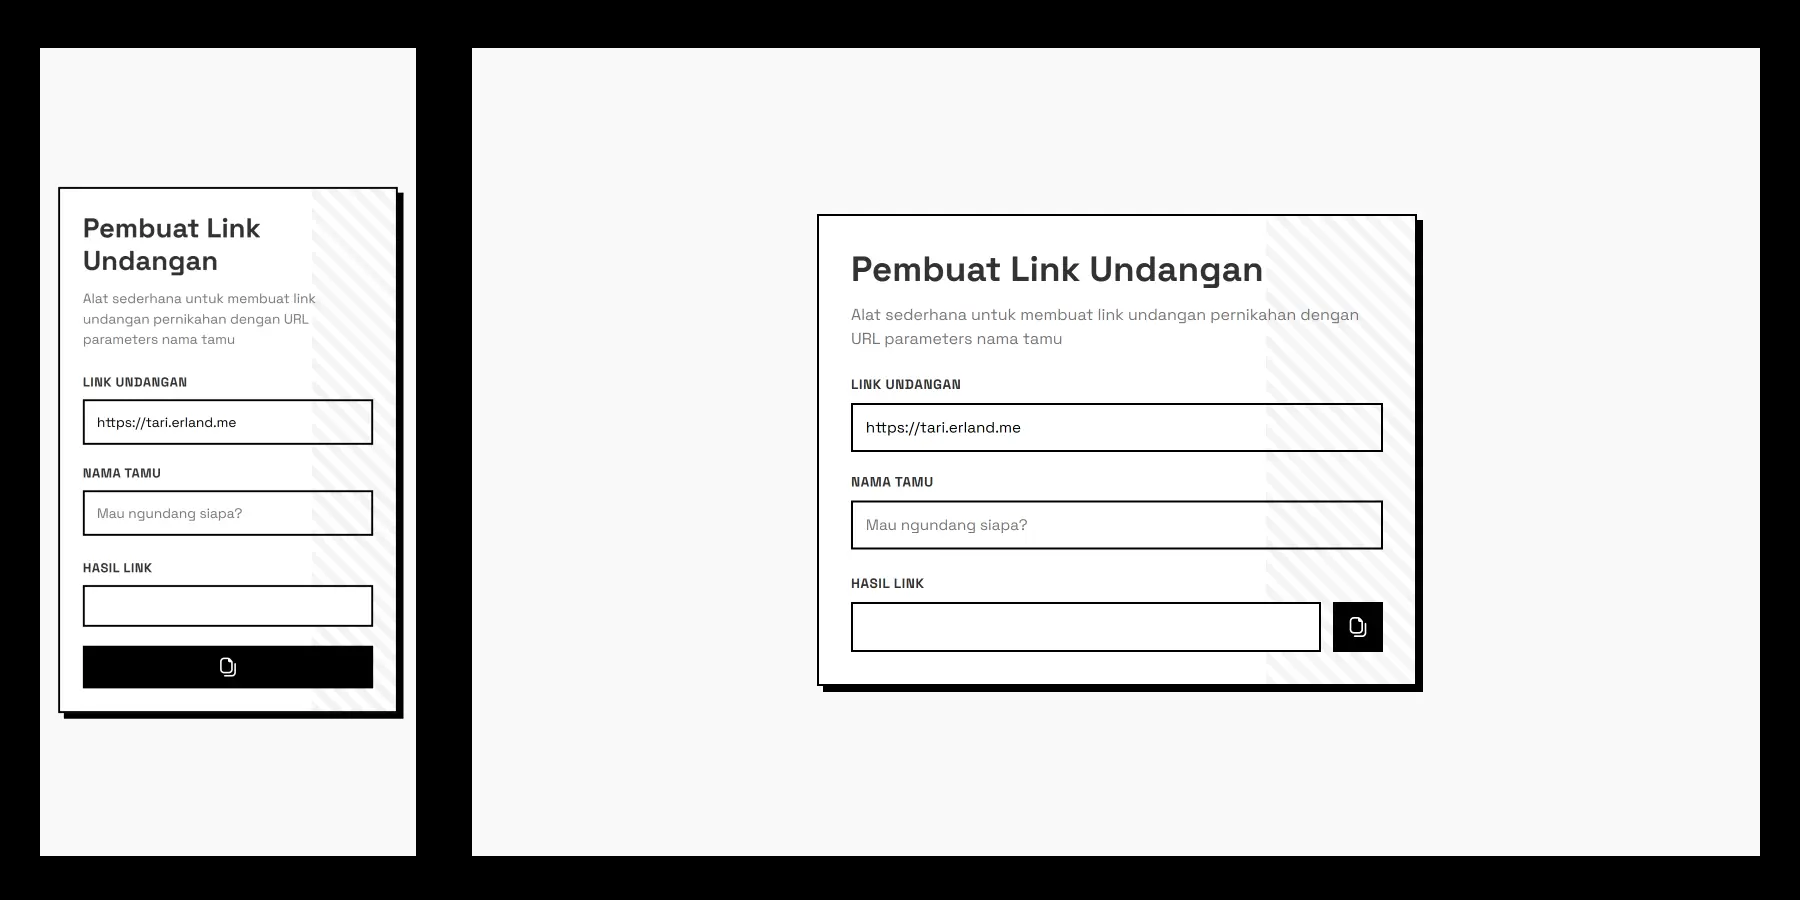 Pembuat Link
Undangan
Alat sederhana untuk membuat link
undangan pernikahan dengan URL
parameters nama tamu
LINK UNDANGAN
https://tari.erland.me
NAMA TAMU
Mau ngundang siapa?
HASIL LINK
Pembuat Link Undangan
Alat sederhana untuk membuat link undangan pernikahan dengan
URL parameters nama tamu
LINK UNDANGAN
https://tari.erland.me
NAMA TAMU
Mau ngundang siapa?
HASIL LINK